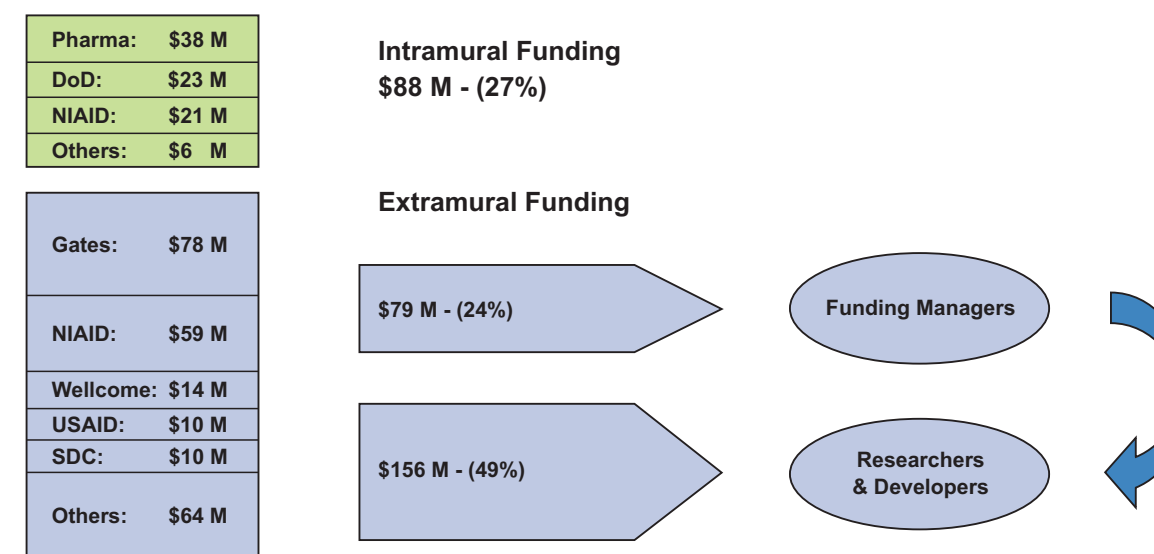 Pharma: $38 M
DoD: $23 M
NIAID: $21 M
Others: $6 M
Intramural Funding
$88 M - (27%)
Gates: $78 M
NIAID: $59 M
Wellcome: $14 M
USAID: $10 M
SDC: $10 M
Others: $64 M
Extramural Funding
$79 M - (24%)
Funding Managers
$156 M - (49%)
Researchers
& Developers